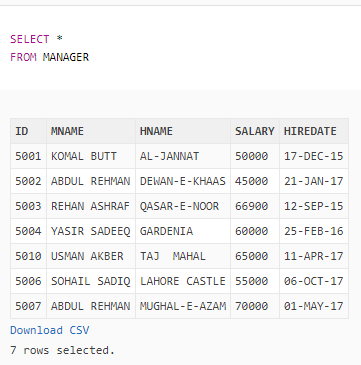 SELECT *
FROM MANAGER
ID MNAME HNAME SALARY HIREDATE
5001 KOMAL BUTT AL-JANNAT 50000 17-DEC-15
5002 ABDUL REHMAN DEWAN-E-KHAAS 45000 21-JAN-17
5003 REHAN ASHRAF QASAR-E-NOOR 66900 12-SEP-15
5004 YASIR SADEEQ GARDENIA 60000 25-FEB-16
5010 USMAN AKBER TAJ  MAHAL 65000 11-APR-17
5006 SOHAIL SADIQ LAHORE CASTLE 55000 06-OCT-17
5007 ABDUL REHMAN MUGHAL-E-AZAM 70000 01-MAY-17
Download CSV
7 rows selected.